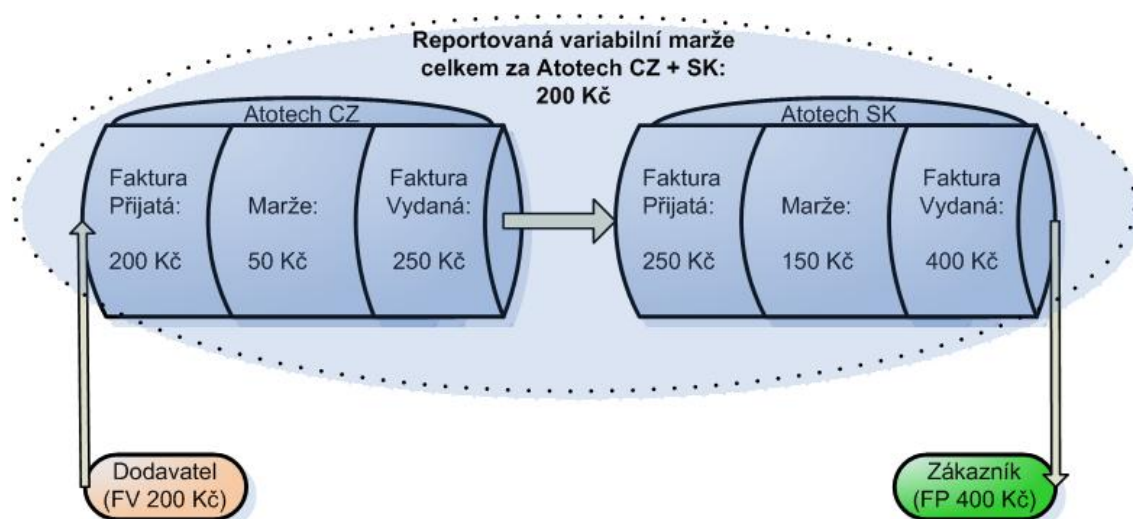 Reportovaná variabilní marže
celkem za Atotech CZ + SK:
200 Kč
Atotech CZ
Faktura
Přijatá:
200 Kč
Marže:
50 Kč
Faktura
Vydaná:
250 Kč
Atotech SK
Faktura
Přijatá:
250 Kč
Marže:
150 Kč
Faktura
Vydaná:
400 Kč
Dodavatel
(FV 200 Kč)
Zákazník
(FP 400 Kč)